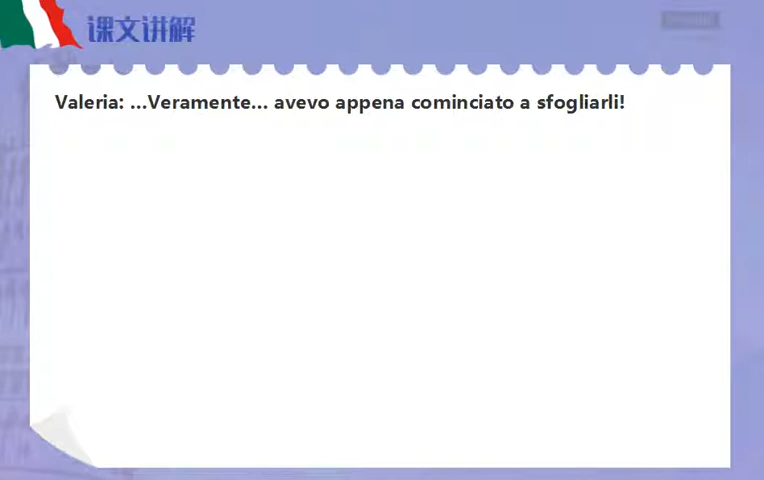 课文讲解
Valeria: ...Veramente... avevo appena cominciato a sfogliarli!